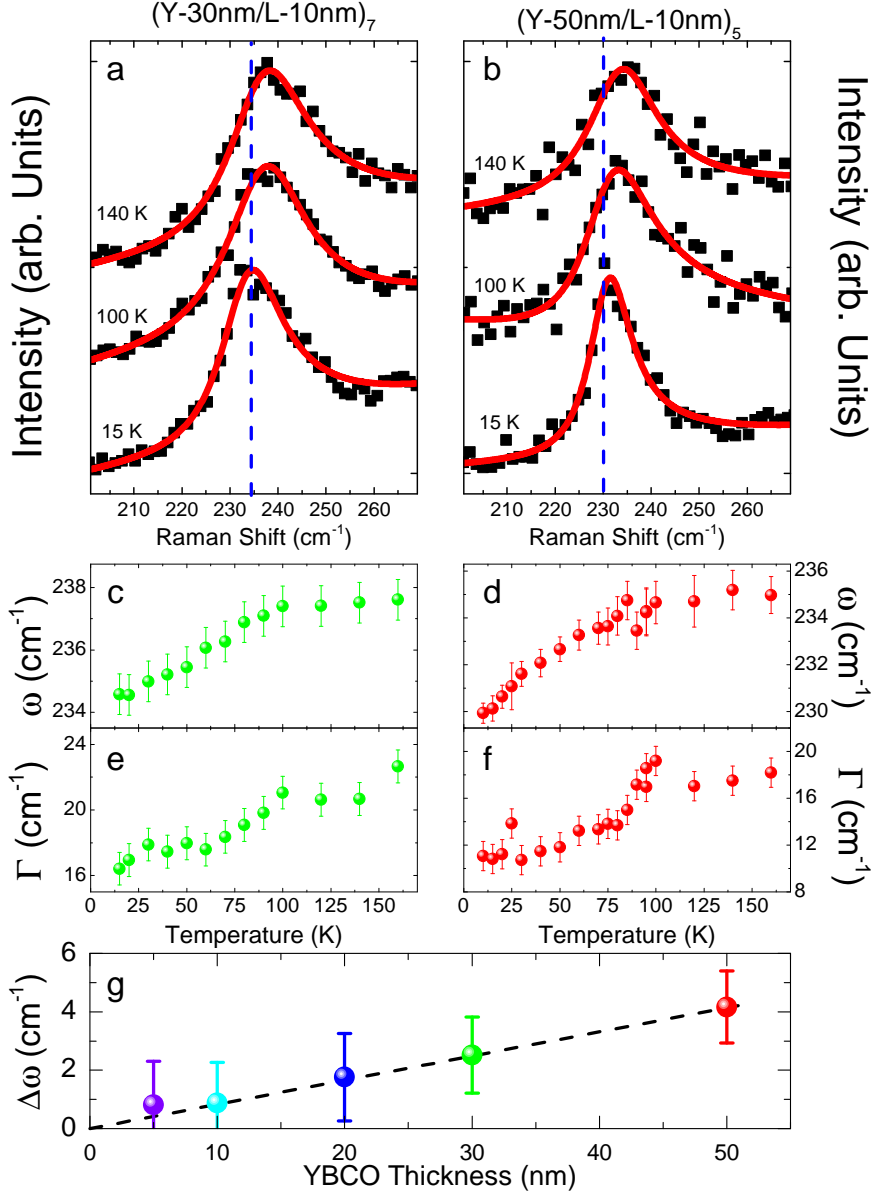 (Y-30nm/L-10nm)7
(Y-50nm/L-10nm)5
a
b
Intensity (arb. Units)
Intensity (arb. Units)
140 K
100 K
15 K
140 K
100 K
15 K
210 220 230 240 250 260
210 220 230 240 250 260
Raman Shift (cm-1)
Raman Shift (cm-1)
c
238
236
234
ω (cm-1)
d
236
234
232
230
ω (cm-1)
e
24
20
16
Γ (cm-1)
f
20
16
12
8
Γ (cm-1)
0 25 50 75 100 125 150
0 25 50 75 100 125 150
Temperature (K)
Temperature (K)
g
6
4
2
0
Δω (cm-1)
0 10 20 30 40 50
YBCO Thickness (nm)